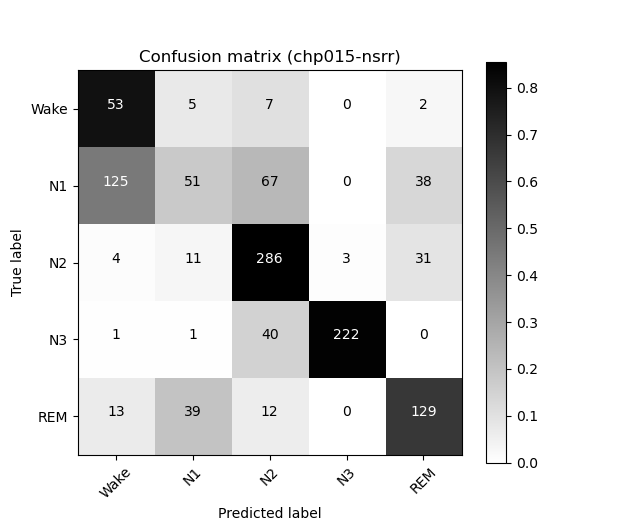 Confusion matrix (chp015-nsrr)
True label
Wake 53 5 7 0 2
N1 125 51 67 0 38
N2 4 11 286 3 31
N3 1 1 40 222 0
REM 13 39 12 0 129
Wake N1 N2 N3 REM
Predicted label
0.8
0.7
0.6
0.5
0.4
0.3
0.2
0.1
0.0